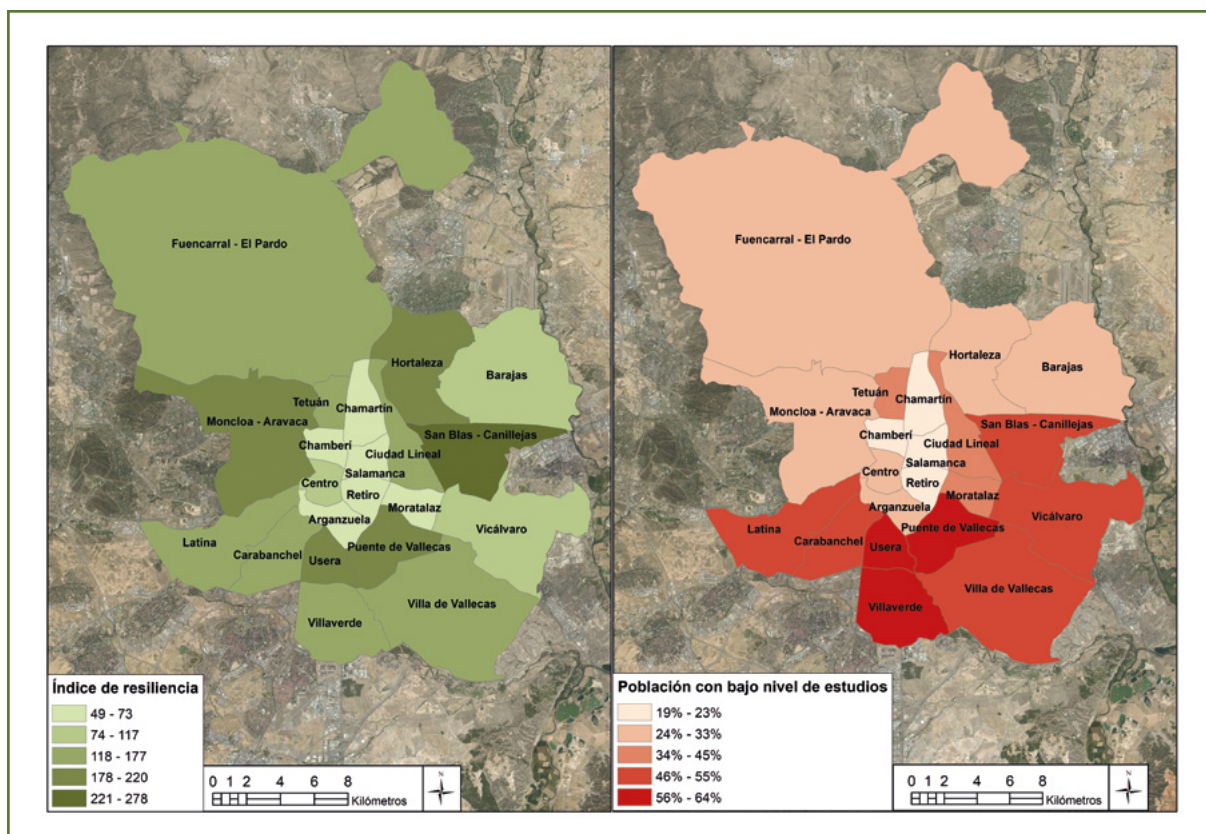 Fuencarral - El Pardo
Hortaleza
Barajas
Tetuán
Chamartín
Moncloa - Aravaca
San Blas - Canillejas
Chamberí
Ciudad Lineal
Salamanca
Centro
Retiro
Moratalaz
Arganzuela
Vicálvaro
Latina
Carabanchel
Usera
Puente de Vallecas
Villa de Vallecas
Villaverde
Índice de resiliencia
49 - 73
74 - 117
118 - 177
178 - 220
221 - 278
0 1 2 4 6 8
Kilómetros
N
Fuencarral - El Pardo
Hortaleza
Barajas
Tetuán
Chamartín
Moncloa - Aravaca
San Blas - Canillejas
Chamberí
Ciudad Lineal
Salamanca
Centro
Retiro
Moratalaz
Arganzuela
Vicálvaro
Latina
Carabanchel
Usera
Puente de Vallecas
Villa de Vallecas
Villaverde
Población con bajo nivel de estudios
19% - 23%
24% - 33%
34% - 45%
46% - 55%
56% - 64%
0 1 2 4 6 8
Kilómetros
N